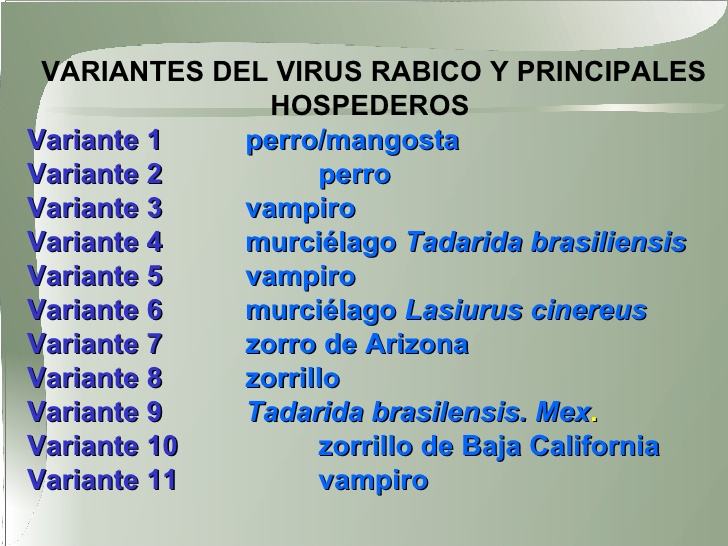 VARIANTES DEL VIRUS RABICO Y PRINCIPALES
HOSPEDEROS
Variante 1 perro/mangosta
Variante 2 perro
Variante 3 vampiro
Variante 4 murciélago Tadarida brasiliensis
Variante 5 vampiro
Variante 6 murciélago Lasiurus cinereus
Variante 7 zorro de Arizona
Variante 8 zorrillo
Variante 9 Tadarida brasilensis. Mex.
Variante 10 zorrillo de Baja California
Variante 11 vampiro